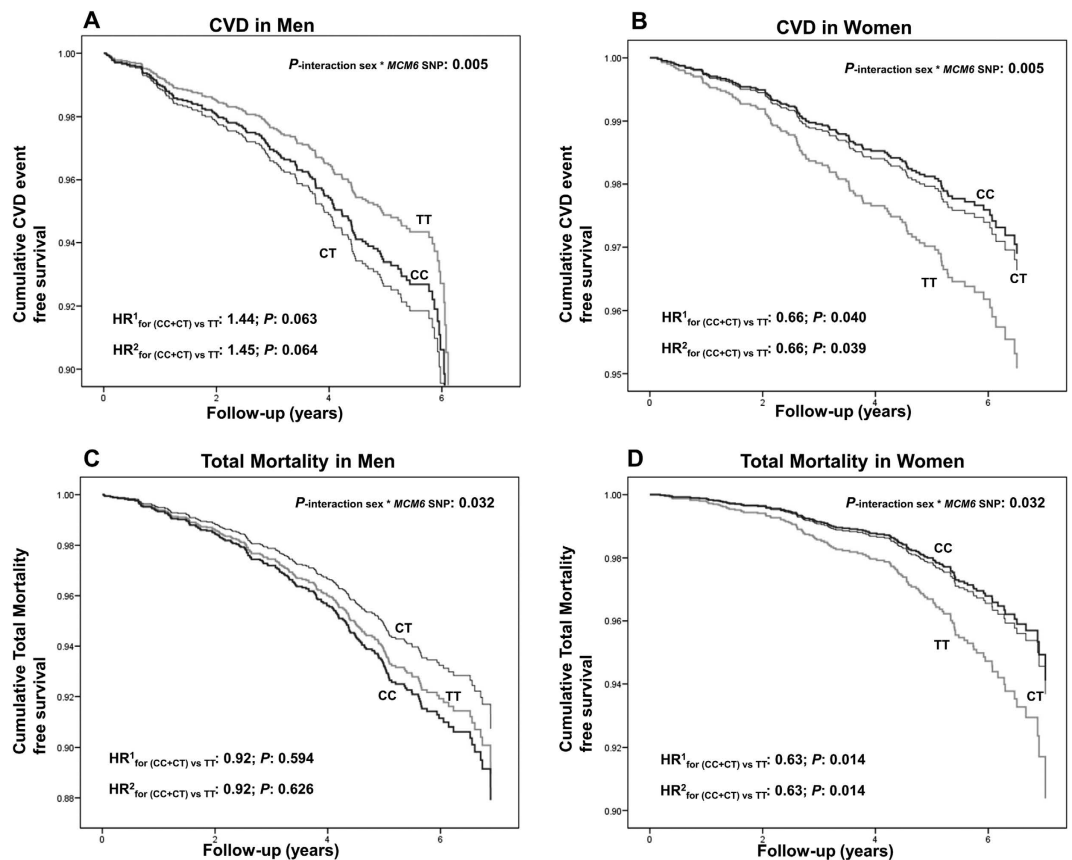 A
CVD in Men
P-interaction sex * MCM6 SNP: 0.005
Cumulative CVD event
free survival
1.00
0.98
0.96
0.94
0.92
0.90
TT
CC
CT
HR1for (CC+CT) vs TT: 1.44; P: 0.063
HR2for (CC+CT) vs TT: 1.45; P: 0.064
0 2 4 6
Follow-up (years)
B
CVD in Women
P-interaction sex * MCM6 SNP: 0.005
Cumulative CVD event
free survival
1.00
0.99
0.98
0.97
0.96
0.95
CC
TT
CT
HR1for (CC+CT) vs TT: 0.66; P: 0.040
HR2for (CC+CT) vs TT: 0.66; P: 0.039
0 2 4 6
Follow-up (years)
C
Total Mortality in Men
P-interaction sex * MCM6 SNP: 0.032
Cumulative Total Mortality
free survival
1.00
0.98
0.96
0.94
0.92
0.90
0.88
CT
CC
TT
HR1for (CC+CT) vs TT: 0.92; P: 0.594
HR2for (CC+CT) vs TT: 0.92; P: 0.626
0 2 4 6
Follow-up (years)
D
Total Mortality in Women
P-interaction sex * MCM6 SNP: 0.032
Cumulative Total Mortality
free survival
1.00
0.98
0.96
0.94
0.92
0.90
CC
TT
CT
HR1for (CC+CT) vs TT: 0.63; P: 0.014
HR2for (CC+CT) vs TT: 0.63; P: 0.014
0 2 4 6
Follow-up (years)